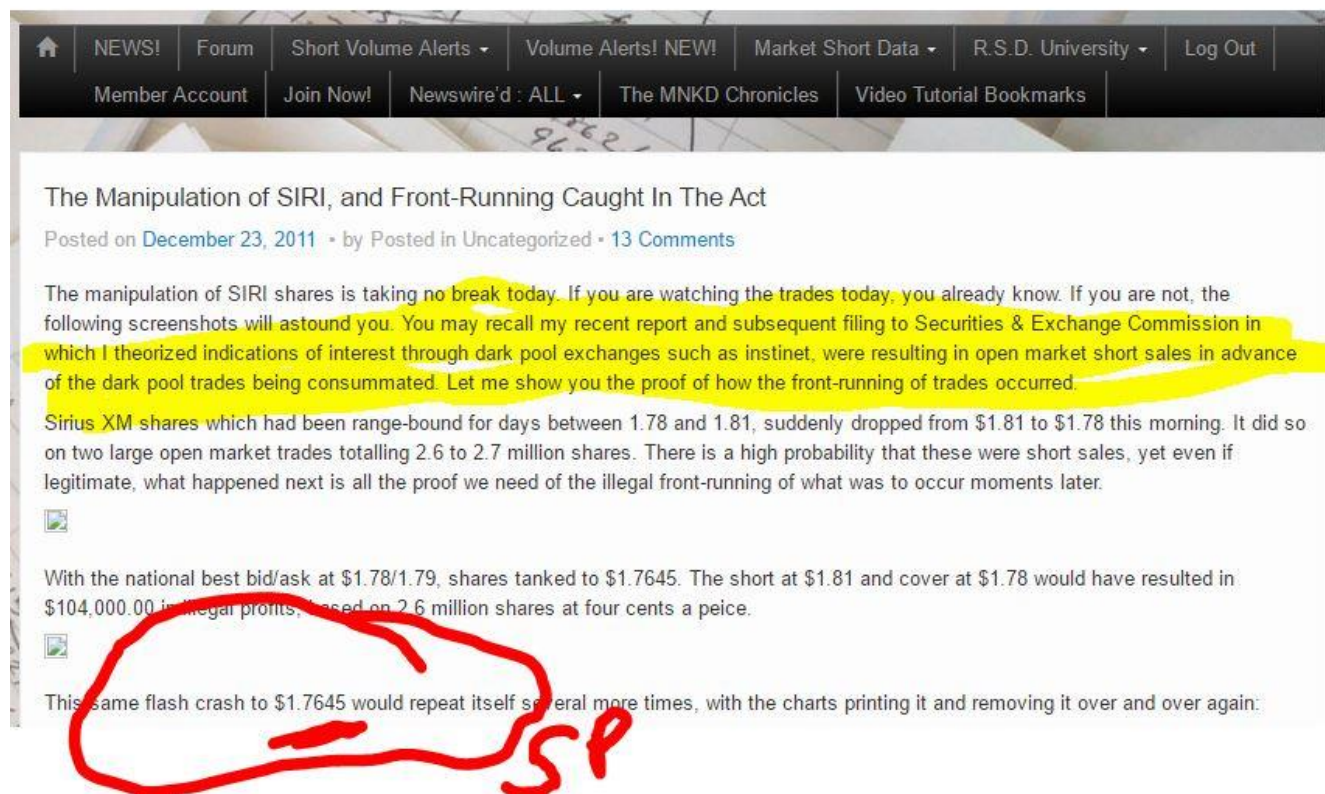 NEWS! Forum Short Volume Alerts Volume Alerts! NEW! Market Short Data R.S.D. University Log Out
Member Account Join Now! Newswire'd : ALL The MNKD Chronicles Video Tutorial Bookmarks
The Manipulation of SIRI, and Front-Running Caught In The Act
Posted on December 23, 2011 • by Posted in Uncategorized • 13 Comments
The manipulation of SIRI shares is taking no break today. If you are watching the trades today, you already know. If you are not, the
following screenshots will astound you. You may recall my recent report and subsequent filing to Securities & Exchange Commission in
which I theorized indications of interest through dark pool exchanges such as instinet, were resulting in open market short sales in advance
of the dark pool trades being consummated. Let me show you the proof of how the front-running of trades occurred.
Sirius XM shares which had been range-bound for days between 1.78 and 1.81, suddenly dropped from $1.81 to $1.78 this morning. It did so
on two large open market trades totalling 2.6 to 2.7 million shares. There is a high probability that these were short sales, yet even if
legitimate, what happened next is all the proof we need of the illegal front-running of what was to occur moments later.
With the national best bid/ask at $1.78/1.79, shares tanked to $1.7645. The short at $1.81 and cover at $1.78 would have resulted in
$104,000.00 in illegal profits, based on 2.6 million shares at four cents a peice.
This same flash crash to $1.7645 would repeat itself several more times, with the charts printing it and removing it over and over again:
SP